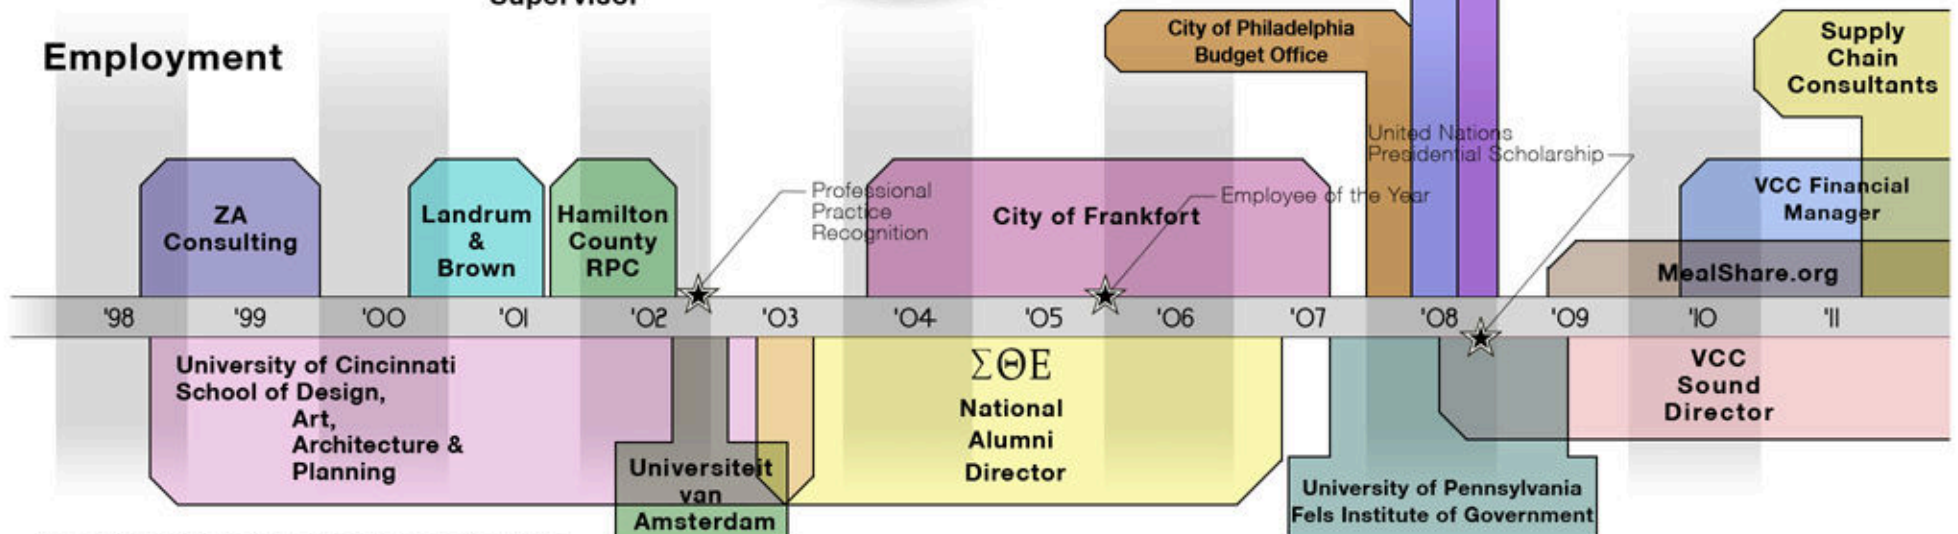 Supervisor
Employment
City of Philadelphia
Budget Office
Supply
Chain
Consultants
United Nations
Presidential Scholarship
ZA
Consulting
Landrum
&
Brown
Hamilton
County
RPC
Professional
Practice
Recognition
City of Frankfort
Employee of the Year
VCC Financial
Manager
MealShare.org
'98 '99 '00 '01 '02 '03 '04 '05 '06 '07 '08 '09 '10 '11
University of Cincinnati
School of Design,
Art,
Architecture &
Planning
Universiteit
van
Amsterdam
ΣΘΕ
National
Alumni
Director
University of Pennsylvania
Fels Institute of Government
VCC
Sound
Director